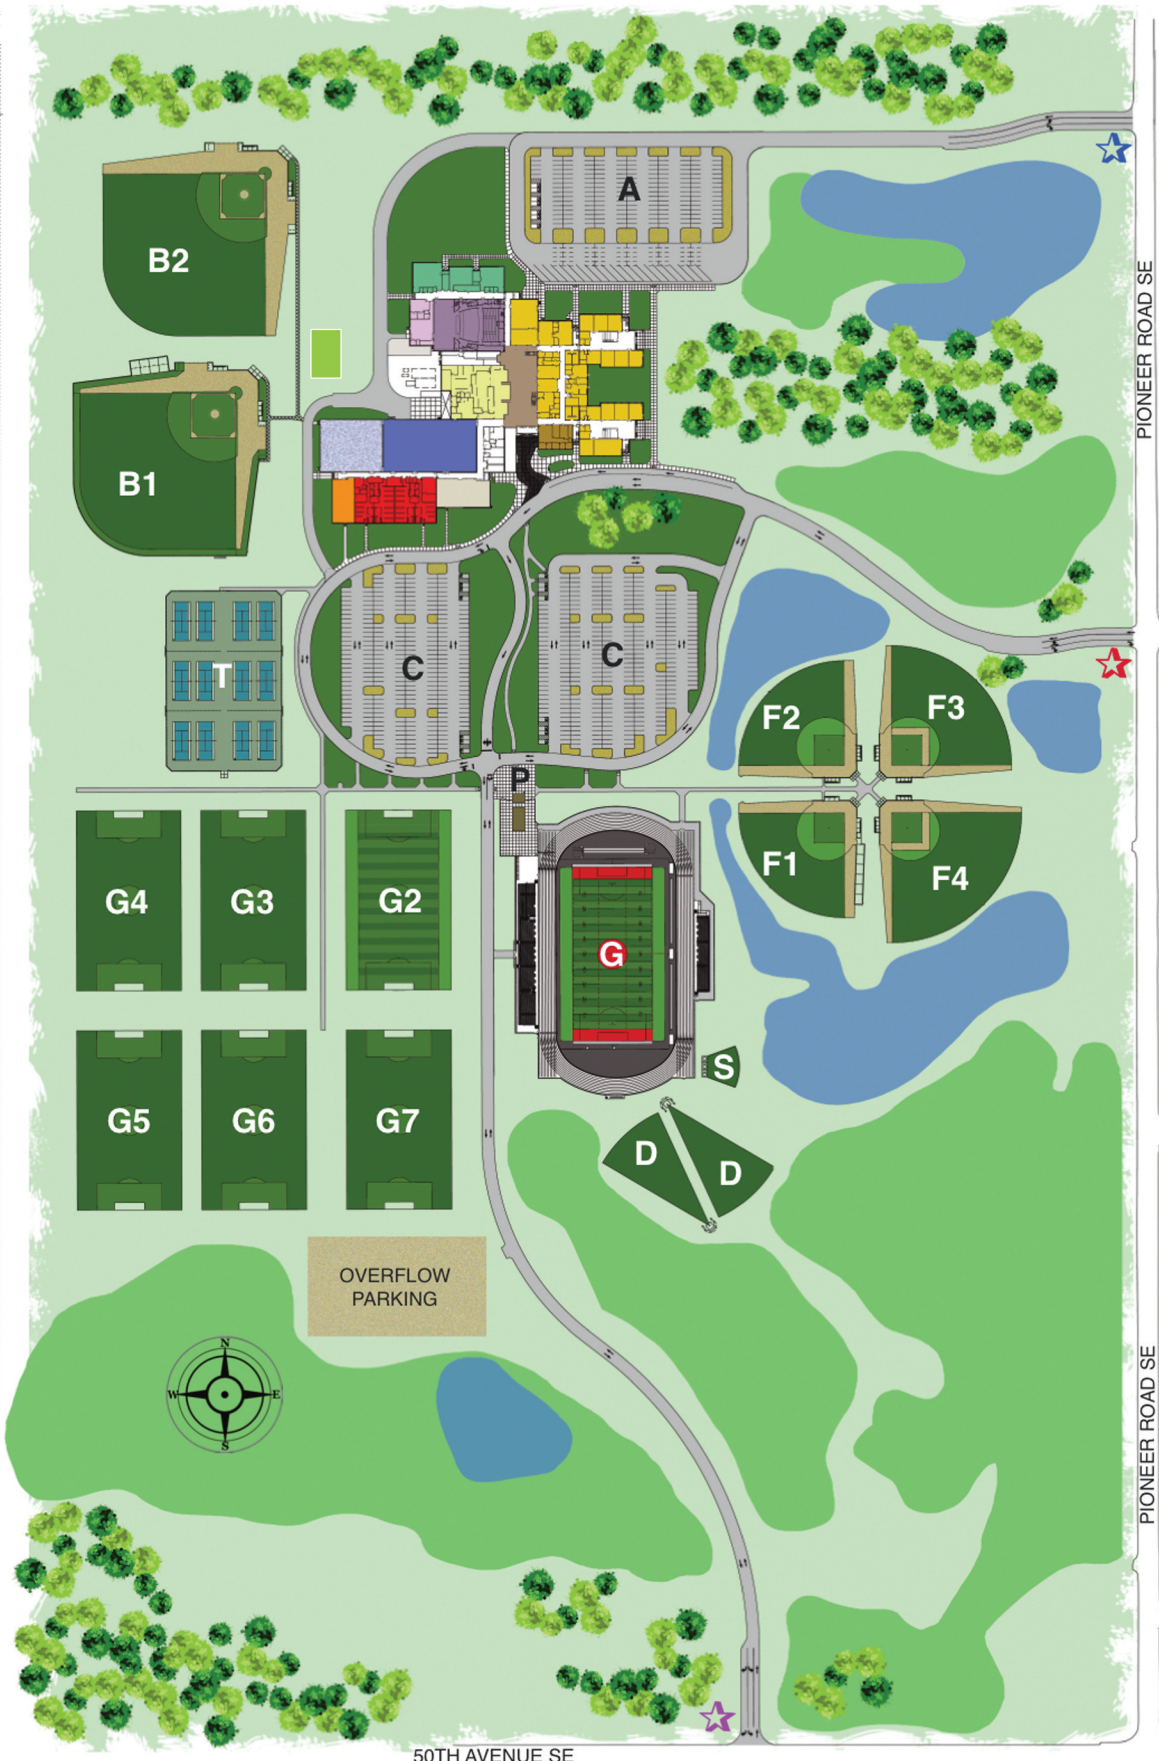 A
B2
PIONEER ROAD SE
B1
C
C
T
F2
F3
P
F1
F4
G4
G3
G2
G
S
G5
G6
G7
D
D
OVERFLOW
PARKING
N
W
E
S
PIONEER ROAD SE
50TH AVENUE SE